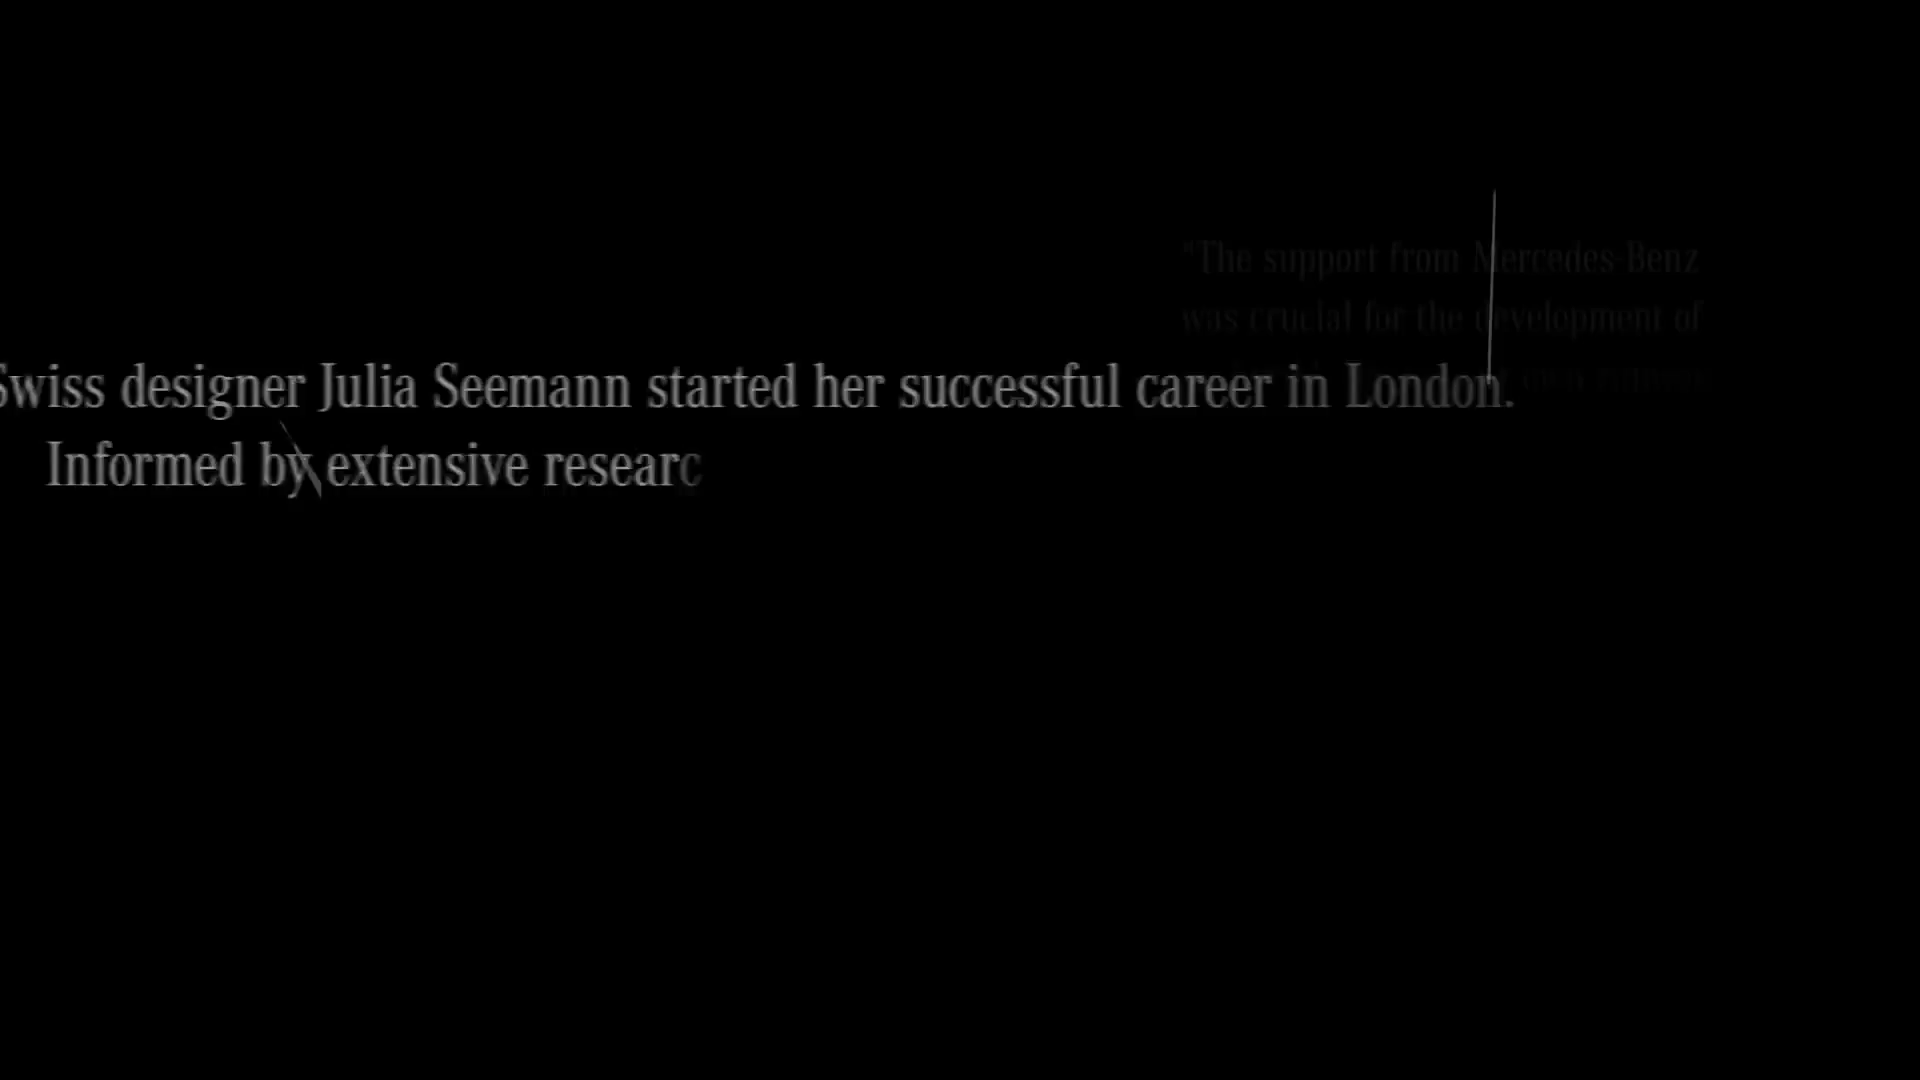 "The support from Mercedes-Benz
was crucial for the development of
Swiss designer Julia Seemann started her successful career in London.
Informed by extensive researc